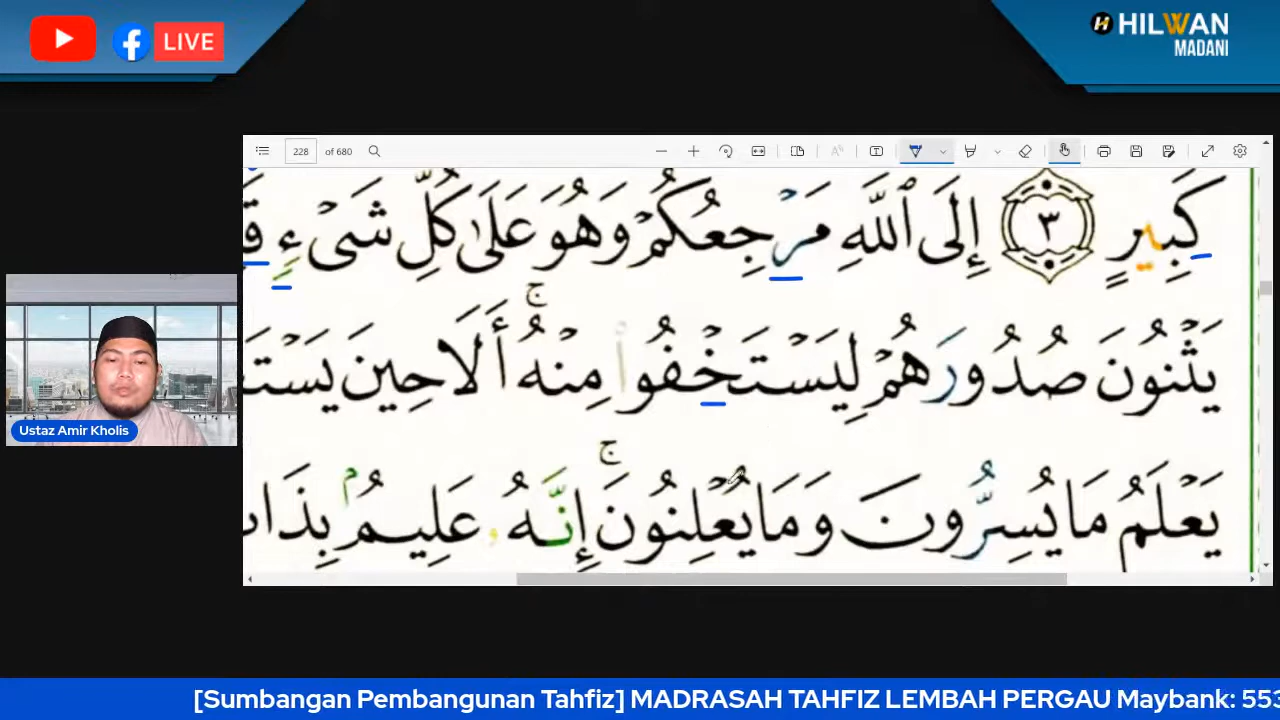 LIVE
HILWAN
MADANI
228 of 680
كَبِيرٍ ٣ إِلَى ٱللَّهِ مَرْجِعُكُمْ وَهُوَ عَلَىٰ كُلِّ شَىْءٍ
يَثْنُونَ صُدُورَهُمْ لِيَسْتَخْفُوا۟ مِنْهُ ۚ أَلَا حِينَ يَسْتَ
يَعْلَمُ مَا يُسِرُّونَ وَمَا يُعْلِنُونَ ۚ إِنَّهُۥ عَلِيمٌۢ بِذَا
Ustaz Amir Kholis
[Sumbangan Pembangunan Tahfiz] MADRASAH TAHFIZ LEMBAH PERGAU Maybank: 553